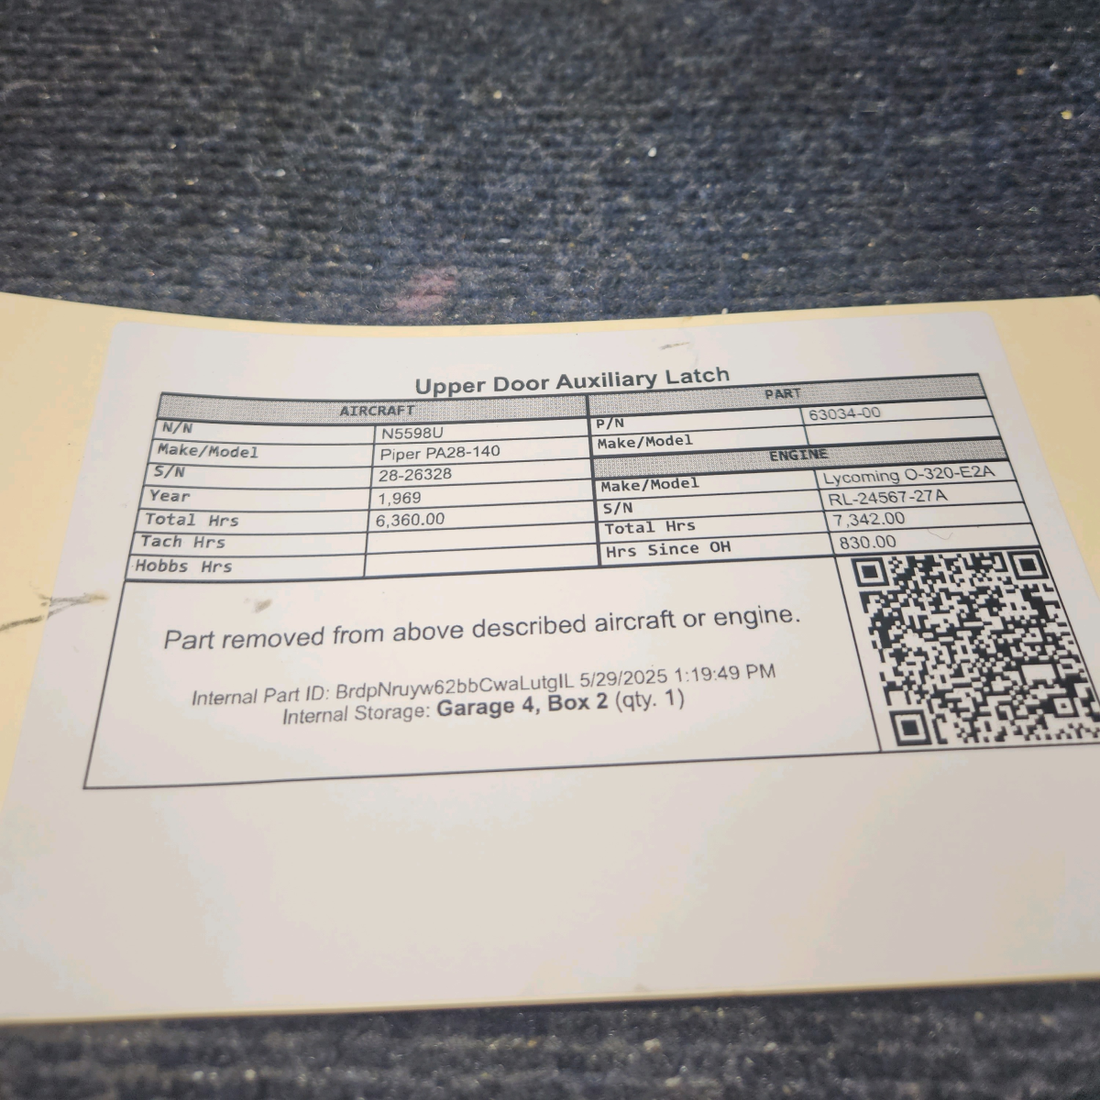 Upper Door Auxiliary Latch
AIRCRAFT
N/N N5598U
Make/Model Piper PA28-140
S/N 28-26328
Year 1,969
Total Hrs 6,360.00
Tach Hrs
Hobbs Hrs
PART
P/N 63034-00
Make/Model
ENGINE
Make/Model Lycoming O-320-E2A
S/N RL-24567-27A
Total Hrs 7,342.00
Hrs Since OH 830.00
Part removed from above described aircraft or engine.
Internal Part ID: BrdpNruyw62bbCwaLutgIL 5/29/2025 1:19:49 PM
Internal Storage: Garage 4, Box 2 (qty. 1)